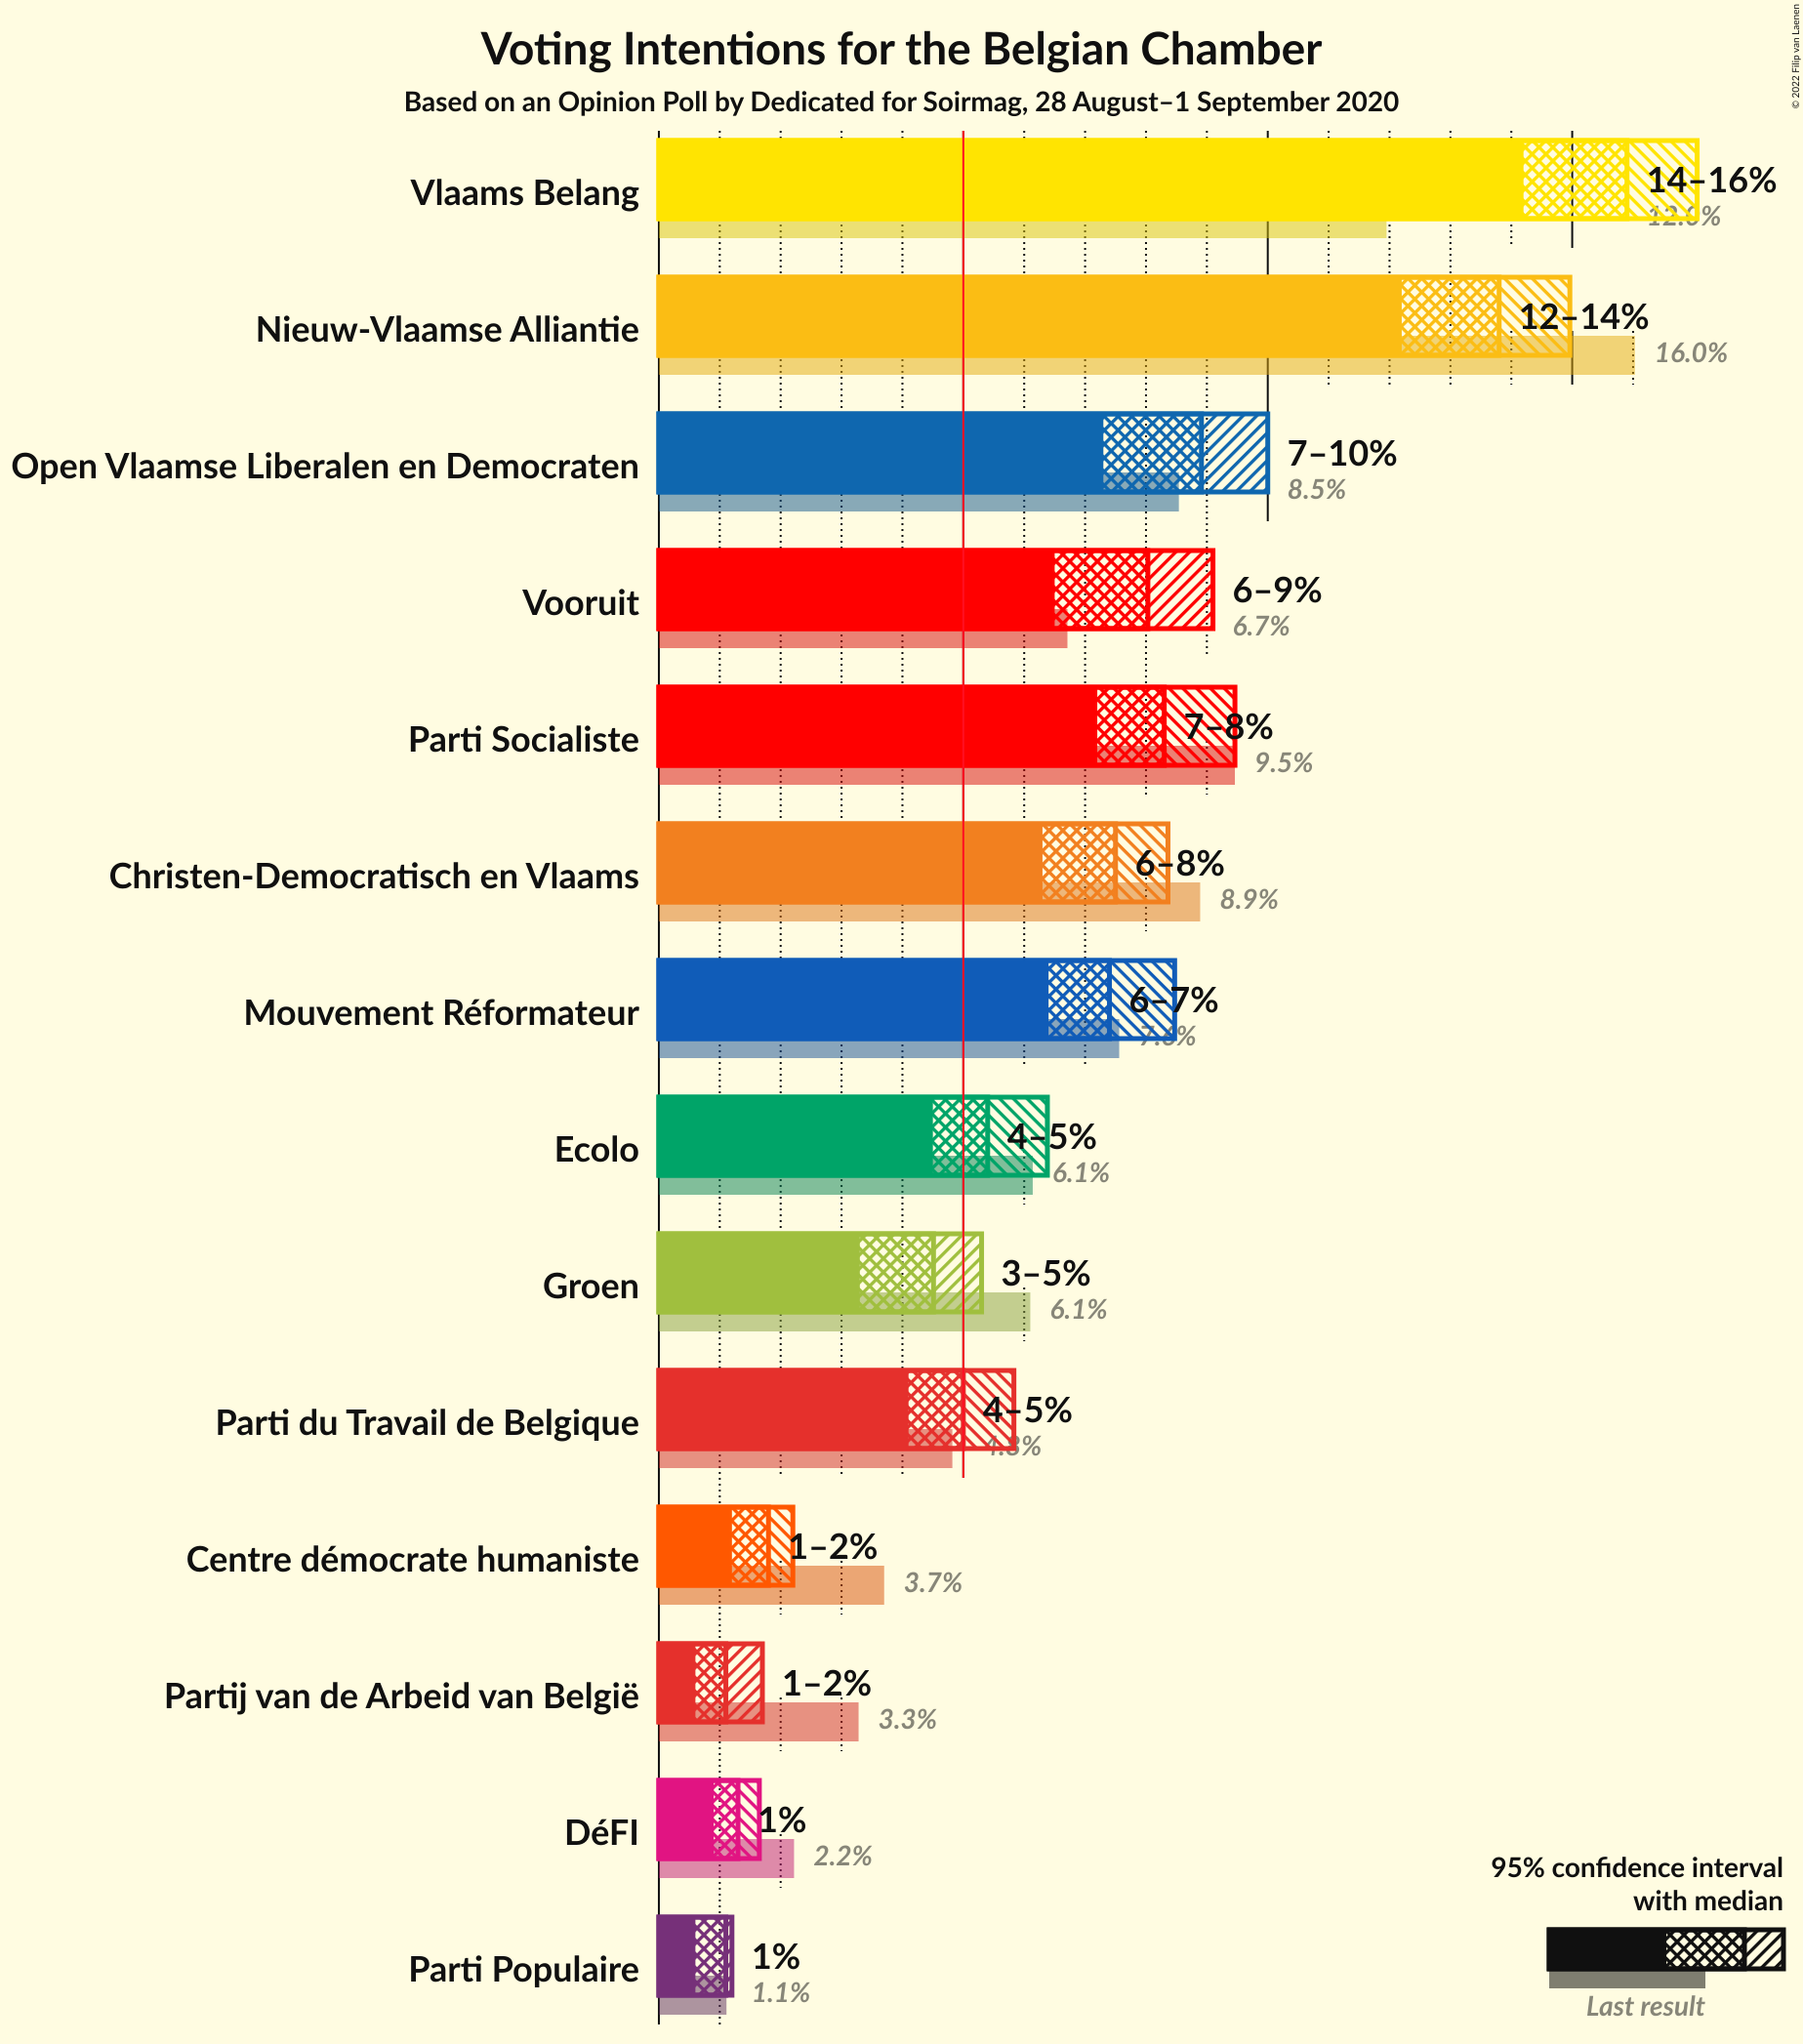 Voting Intentions for the Belgian Chamber
Based on an Opinion Poll by Dedicated for Soirmag, 28 August–1 September 2020
© 2022 Filip van Laenen
Vlaams Belang
14–16%
12.0%
Nieuw-Vlaamse Alliantie
12–14%
16.0%
Open Vlaamse Liberalen en Democraten
7–10%
8.5%
Vooruit
6–9%
6.7%
Parti Socialiste
7–8%
9.5%
Christen-Democratisch en Vlaams
6–8%
8.9%
Mouvement Réformateur
6–7%
7.6%
Ecolo
4–5%
6.1%
Groen
3–5%
6.1%
Parti du Travail de Belgique
4–5%
4.8%
Centre démocrate humaniste
1–2%
3.7%
Partij van de Arbeid van België
1–2%
3.3%
DéFI
1%
2.2%
Parti Populaire
1%
1.1%
95% confidence interval
with median
Last result